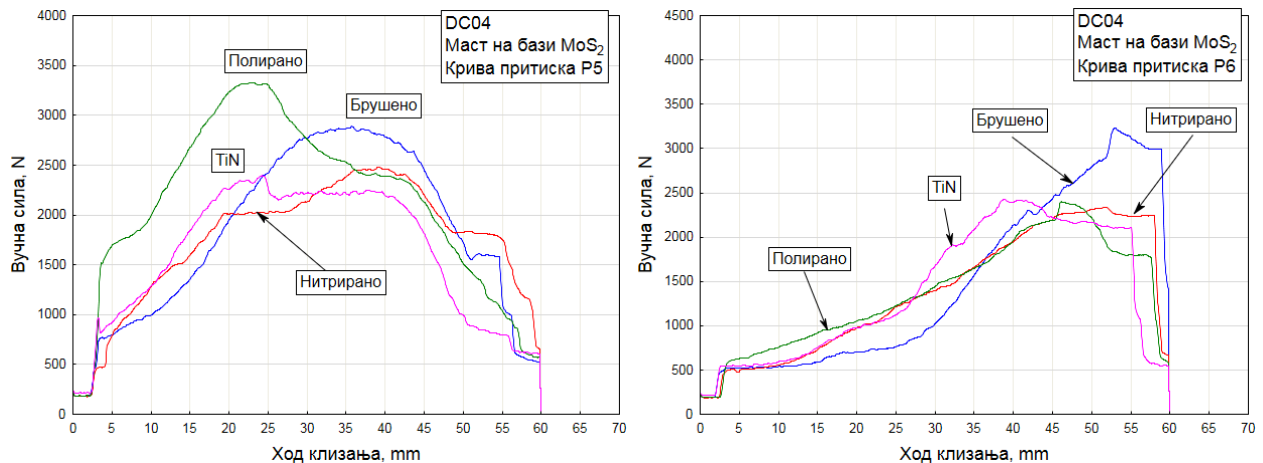 DC04
Маст на бази MoS₂
Крива притиска P5
Полирано
Брушено
TiN
Нитрирано
Вучна сила, N
4000
3500
3000
2500
2000
1500
1000
500
0
0 5 10 15 20 25 30 35 40 45 50 55 60 65 70
Ход клизања, mm
DC04
Маст на бази MoS₂
Крива притиска P6
Брушено
Нитрирано
TiN
Полирано
Вучна сила, N
4500
4000
3500
3000
2500
2000
1500
1000
500
0
0 5 10 15 20 25 30 35 40 45 50 55 60 65 70
Ход клизања, mm